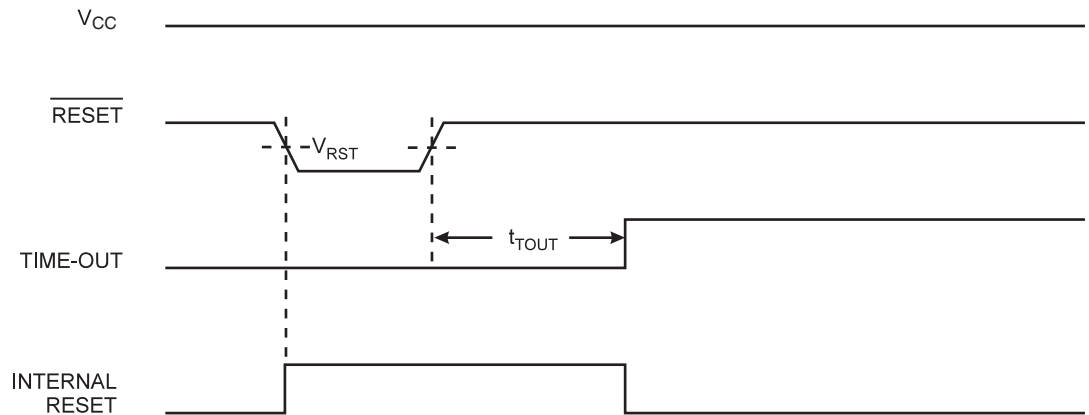 VCC
RESET
VRST
tTOUT
TIME-OUT
INTERNAL
RESET